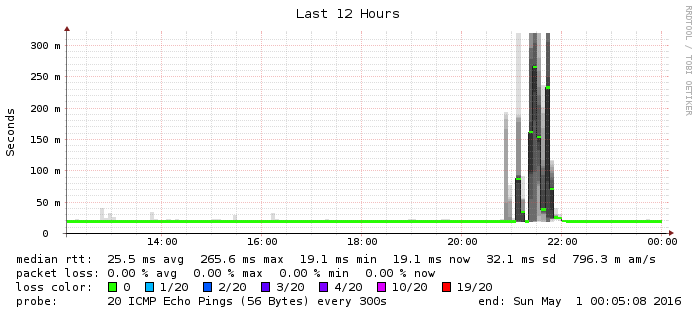 Last 12 Hours
RRDTOOL / TOBI OETIKER
Seconds
300 m
250 m
200 m
150 m
100 m
50 m
0
14:00 16:00 18:00 20:00 22:00 00:00
median rtt: 25.5 ms avg 265.6 ms max 19.1 ms min 19.1 ms now 32.1 ms sd 796.3 m am/s
packet loss: 0.00 % avg 0.00 % max 0.00 % min 0.00 % now
loss color: 0 1/20 2/20 3/20 4/20 10/20 19/20
probe: 20 ICMP Echo Pings (56 Bytes) every 300s end: Sun May 1 00:05:08 2016